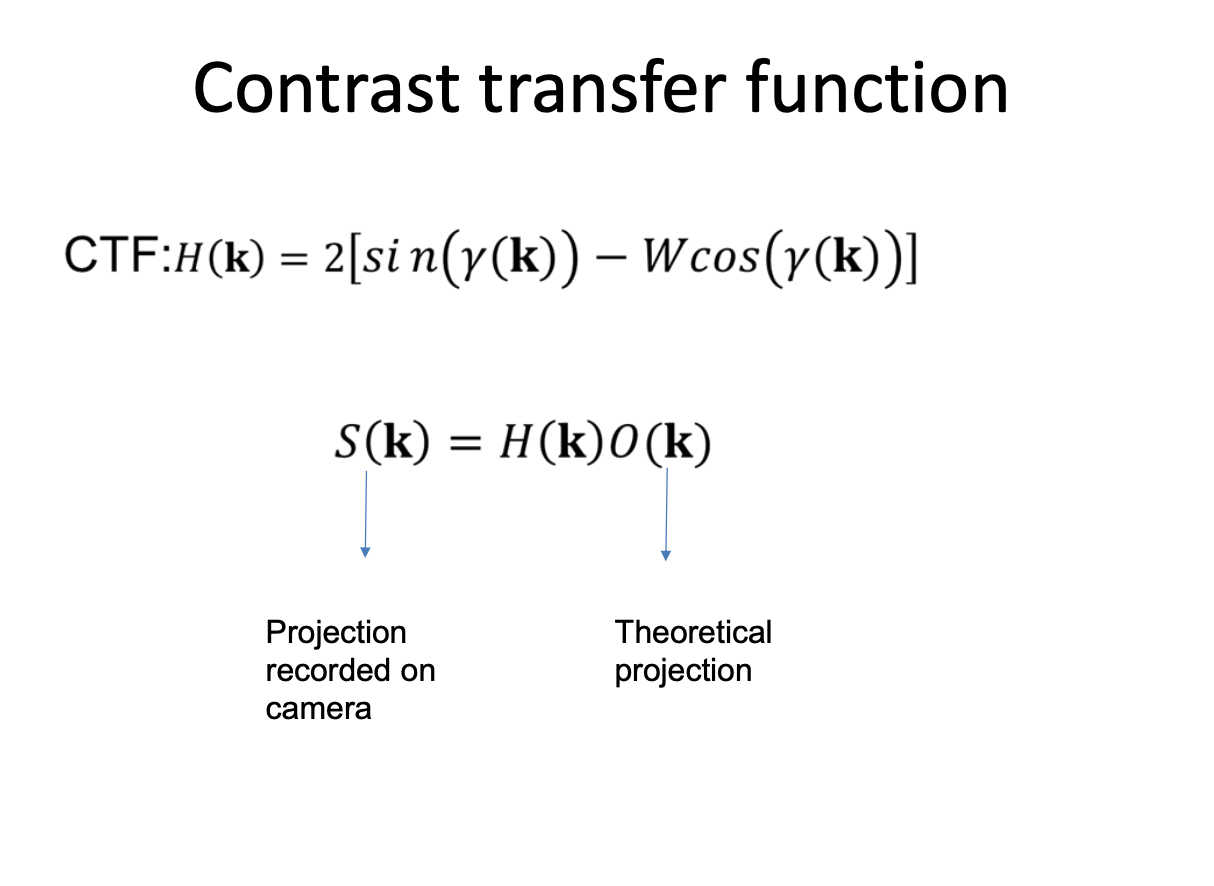 Contrast transfer function
CTF:H(𝐤) = 2[sin(γ(𝐤)) − Wcos(γ(𝐤))]
S(𝐤) = H(𝐤)O(𝐤)
Projection
recorded on
camera
Theoretical
projection